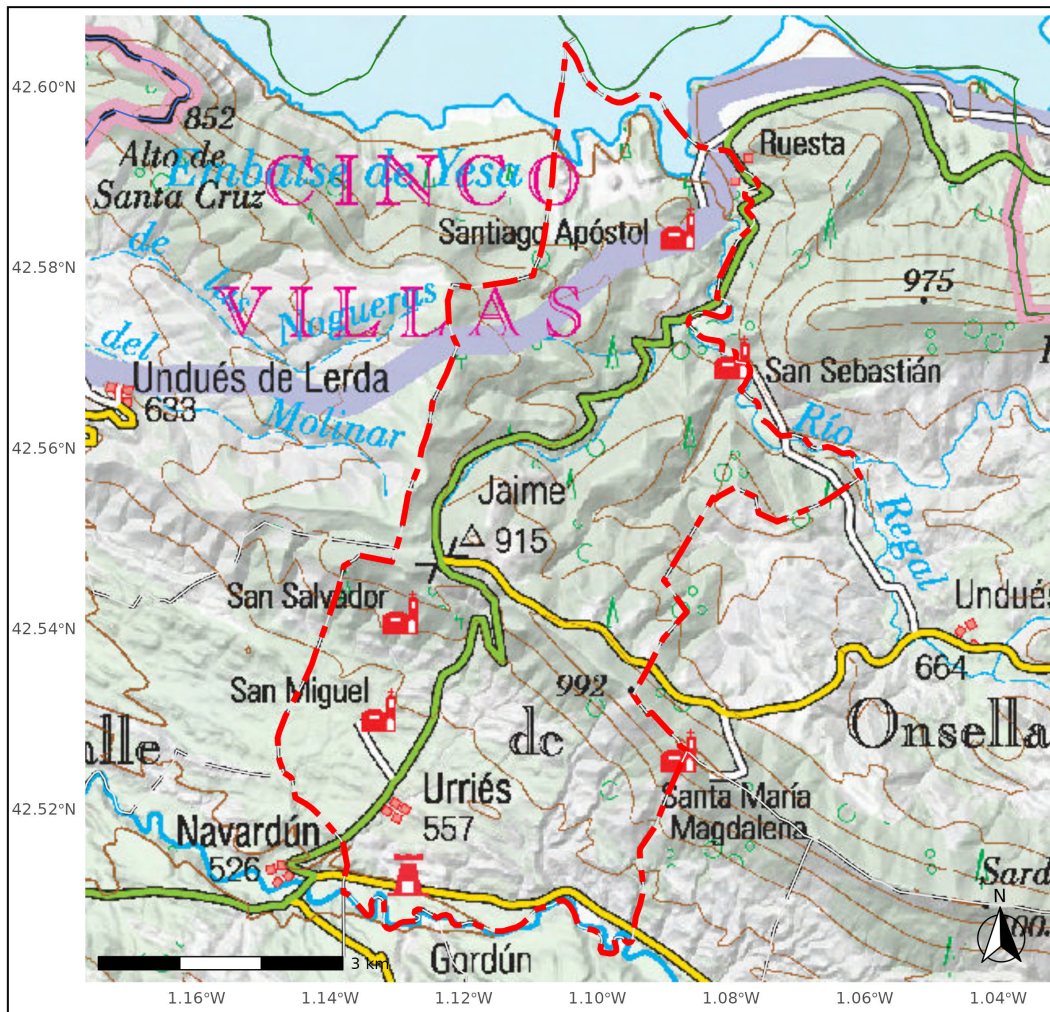 42.60°N
852
Alto de
Santa Cruz
Embalse de Yesa
CINCO
Ruesta
Santiago Apóstol
42.58°N
de
las
Nogueras
VILLAS
975
del
Molinar
Undués de Lerda
633
San Sebastián
Río
Regal
42.56°N
Jaime
915
San Salvador
Undués
42.54°N
664
San Miguel
992
alle
de
Onsella
Urriés
557
42.52°N
Santa María
Magdalena
Navardún
526
Sard
N
Gordún
3 km
1.16°W
1.14°W
1.12°W
1.10°W
1.08°W
1.06°W
1.04°W